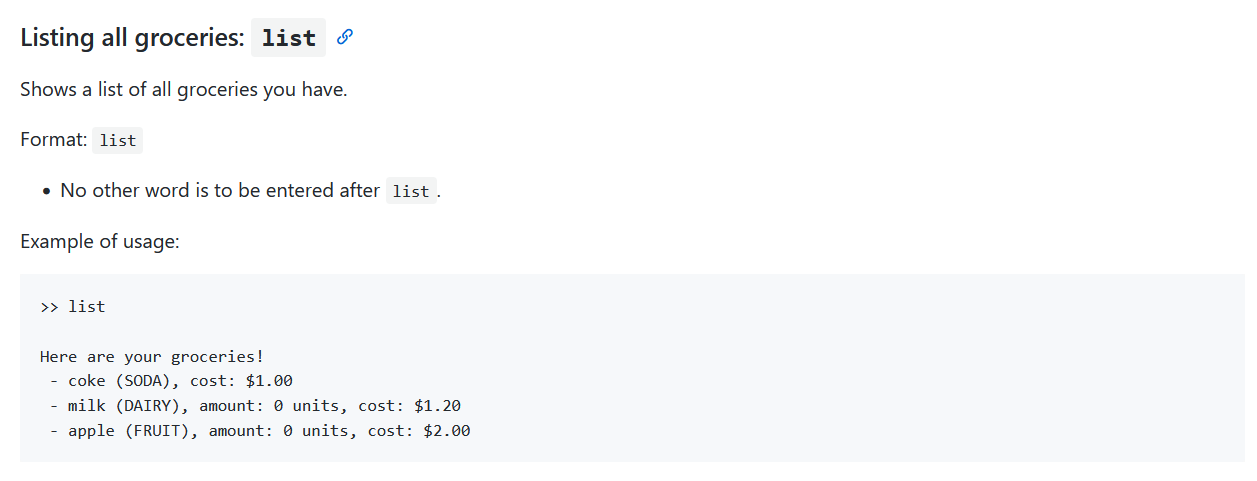 Listing all groceries: list
Shows a list of all groceries you have.
Format: list
• No other word is to be entered after list.
Example of usage:
>> list
Here are your groceries!
- coke (SODA), cost: $1.00
- milk (DAIRY), amount: 0 units, cost: $1.20
- apple (FRUIT), amount: 0 units, cost: $2.00